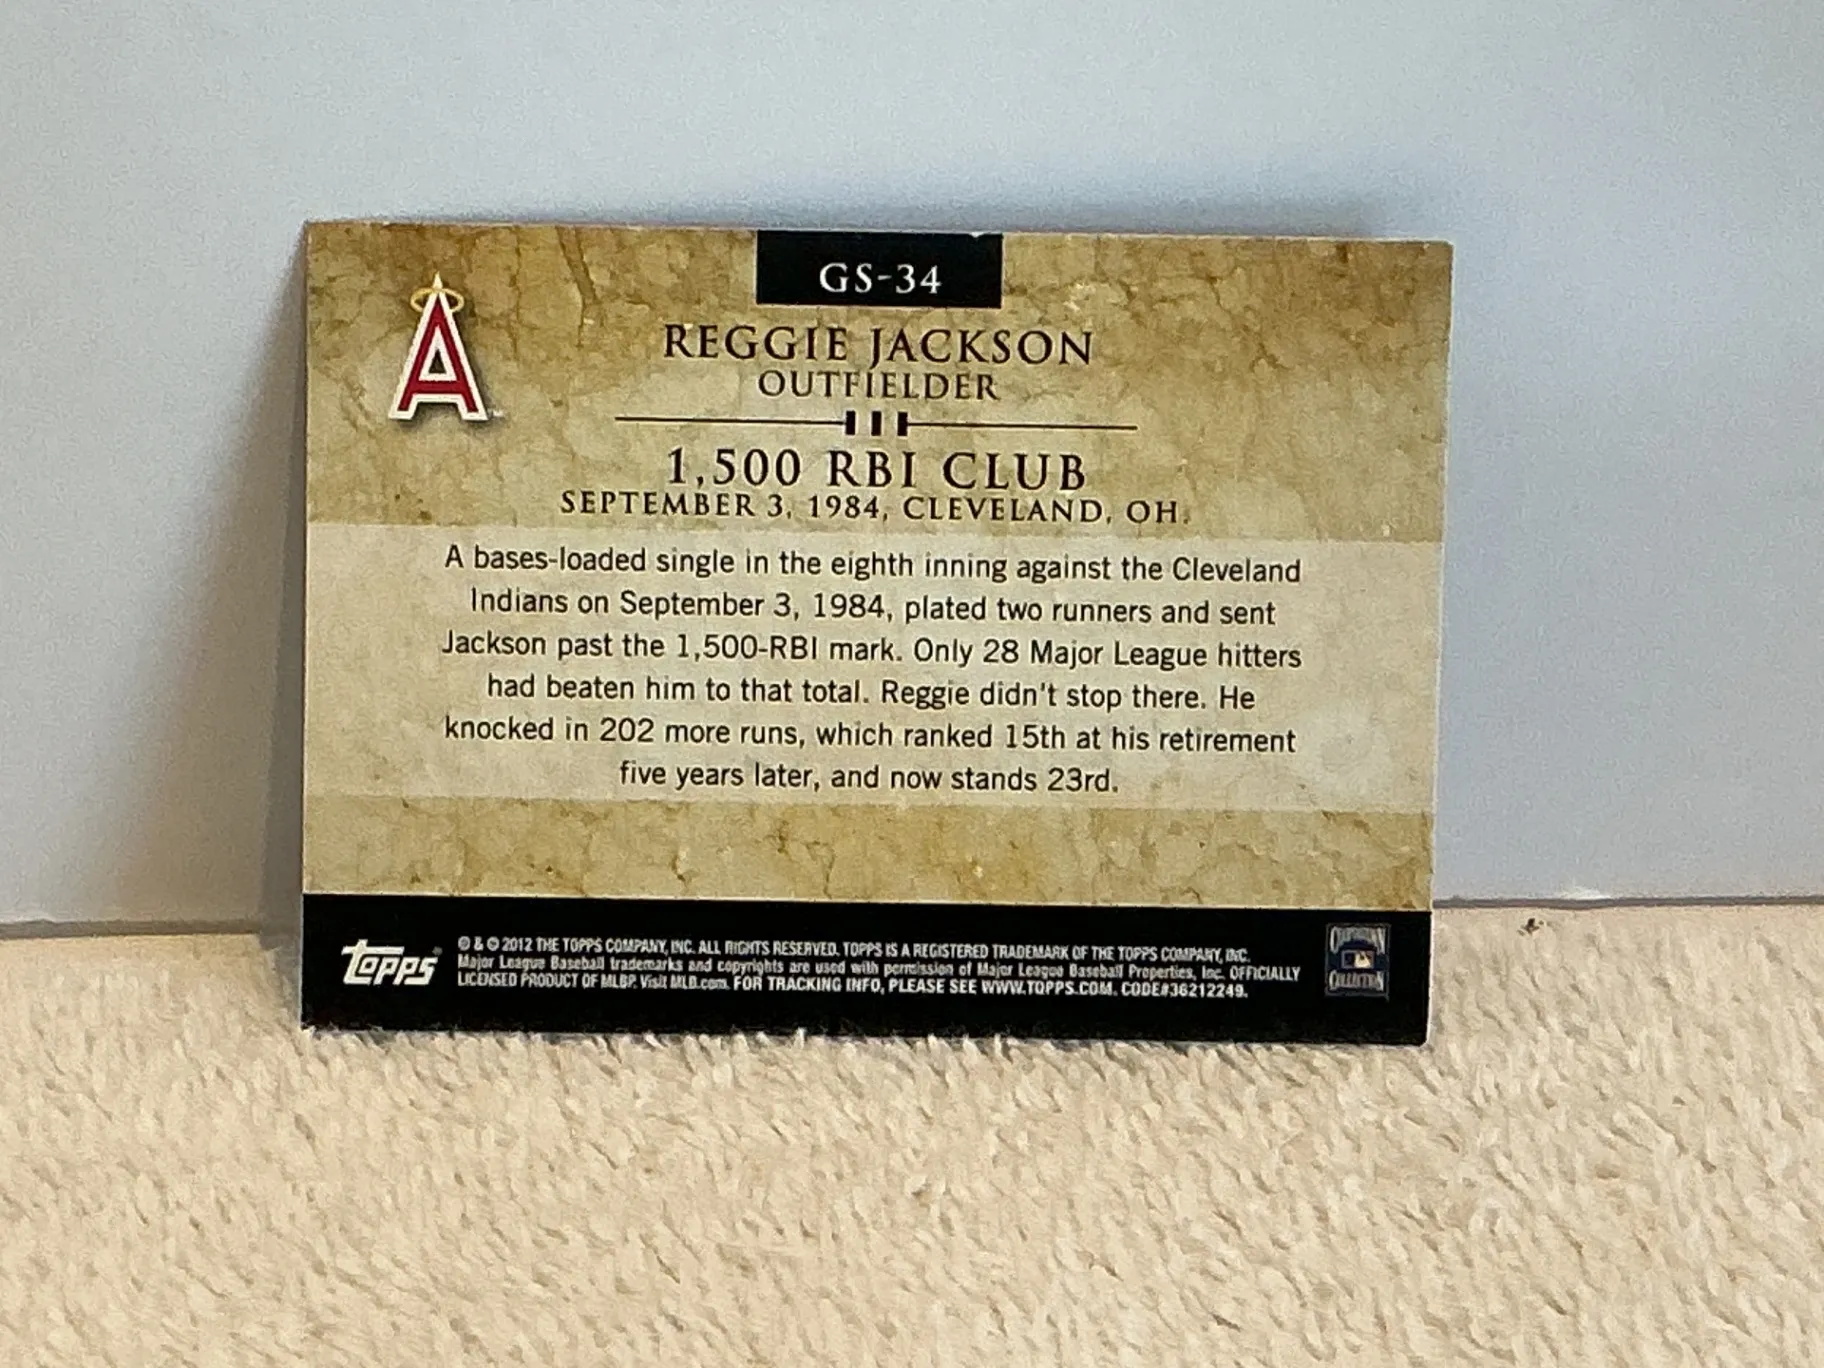 GS-34
A
REGGIE JACKSON
OUTFIELDER
1,500 RBI CLUB
SEPTEMBER 3, 1984, CLEVELAND, OH.
A bases-loaded single in the eighth inning against the Cleveland
Indians on September 3, 1984, plated two runners and sent
Jackson past the 1,500-RBI mark. Only 28 Major League hitters
had beaten him to that total. Reggie didn't stop there. He
knocked in 202 more runs, which ranked 15th at his retirement
five years later, and now stands 23rd.
topps
® & © 2012 THE TOPPS COMPANY, INC. ALL RIGHTS RESERVED. TOPPS IS A REGISTERED TRADEMARK OF THE TOPPS COMPANY, INC.
Major League Baseball trademarks and copyrights are used with permission of Major League Baseball Properties, Inc. OFFICIALLY
LICENSED PRODUCT OF MLBP. Visit MLB.com. FOR TRACKING INFO, PLEASE SEE WWW.TOPPS.COM. CODE#36212249.
COOPERSTOWN
COLLECTION